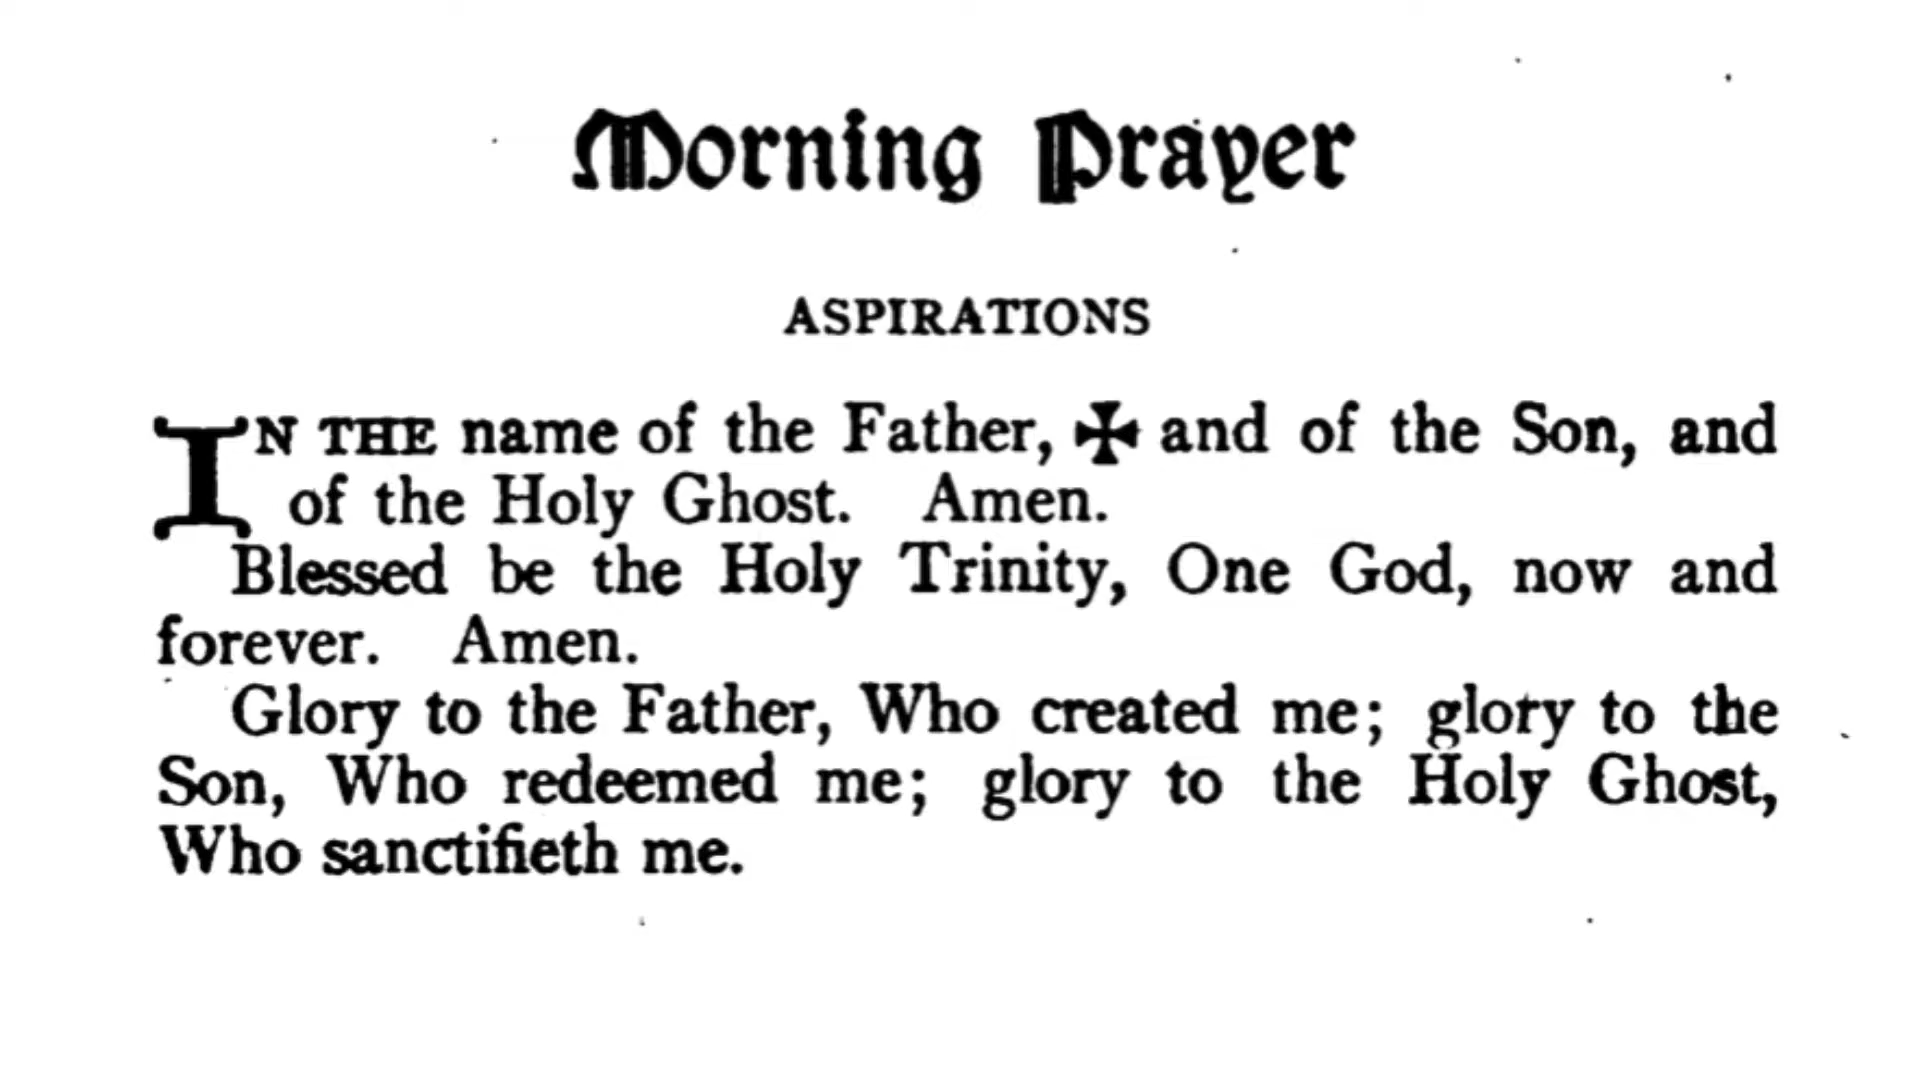 Morning Prayer
ASPIRATIONS
IN THE name of the Father, ✠ and of the Son, and
of the Holy Ghost. Amen.
Blessed be the Holy Trinity, One God, now and
forever. Amen.
Glory to the Father, Who created me; glory to the
Son, Who redeemed me; glory to the Holy Ghost,
Who sanctifieth me.